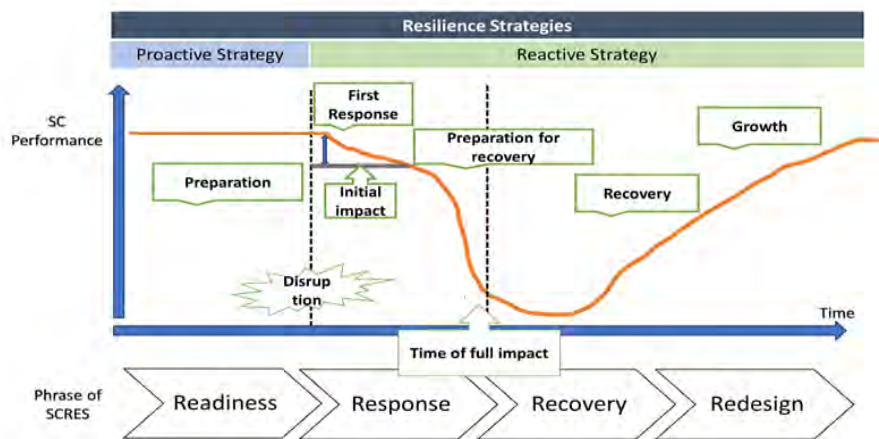 Resilience Strategies
Proactive Strategy
Reactive Strategy
SC
Performance
First
Response
Preparation for
recovery
Growth
Preparation
Initial
impact
Recovery
Disrup
tion
Time
Time of full impact
Phrase of
SCRES
Readiness
Response
Recovery
Redesign